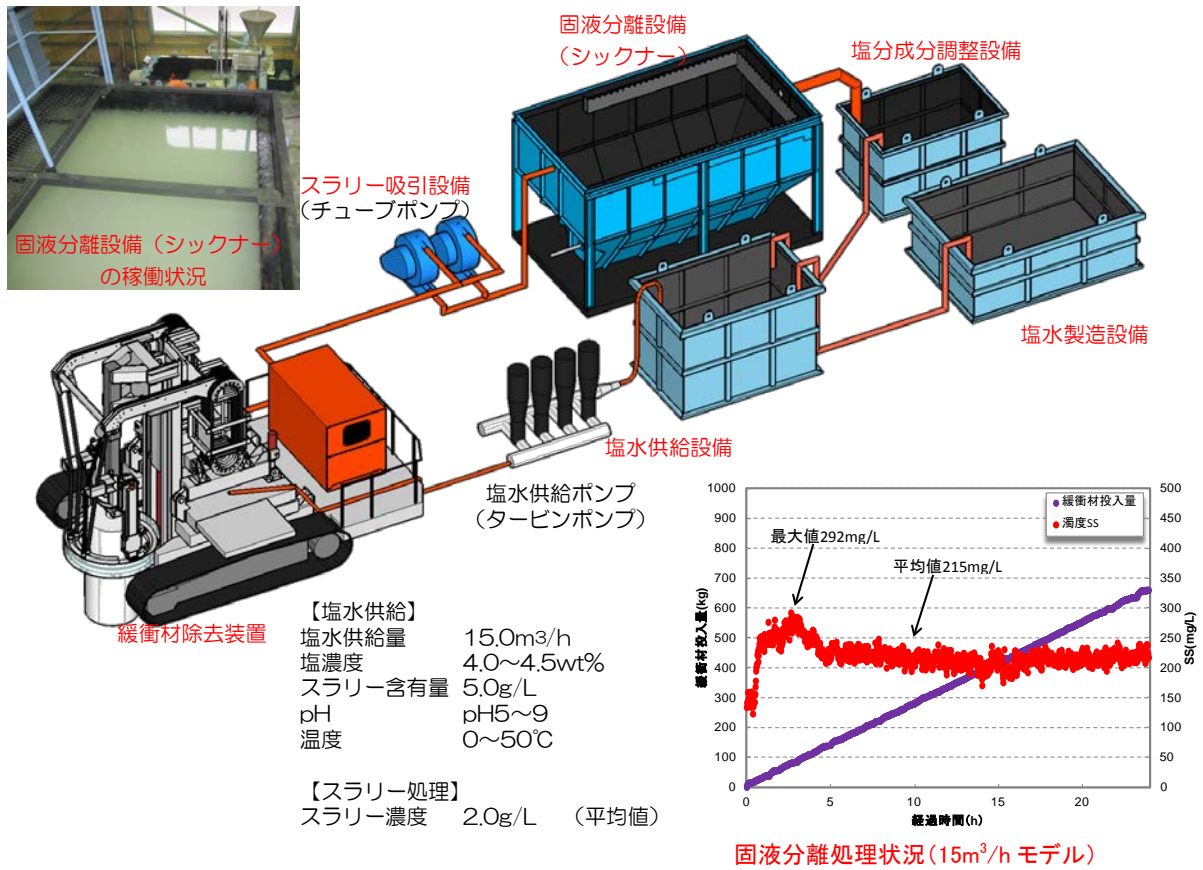 固液分離設備
（シックナー）
塩分成分調整設備
スラリー吸引設備
（チューブポンプ）
固液分離設備（シックナー）
の稼働状況
塩水製造設備
塩水供給設備
塩水供給ポンプ
（タービンポンプ）
緩衝材除去装置
【塩水供給】
塩水供給量 15.0m3/h
塩濃度 4.0～4.5wt%
スラリー含有量 5.0g/L
pH pH5～9
温度 0～50℃
【スラリー処理】
スラリー濃度 2.0g/L （平均値）
緩衝材投入量
濁度SS
最大値292mg/L
平均値215mg/L
緩衝材投入量(kg)
1000
900
800
700
600
500
400
300
200
100
0
SS(mg/L)
500
450
400
350
300
250
200
150
100
50
0
0 5 10 15 20
経過時間(h)
固液分離処理状況（15m³/h モデル）